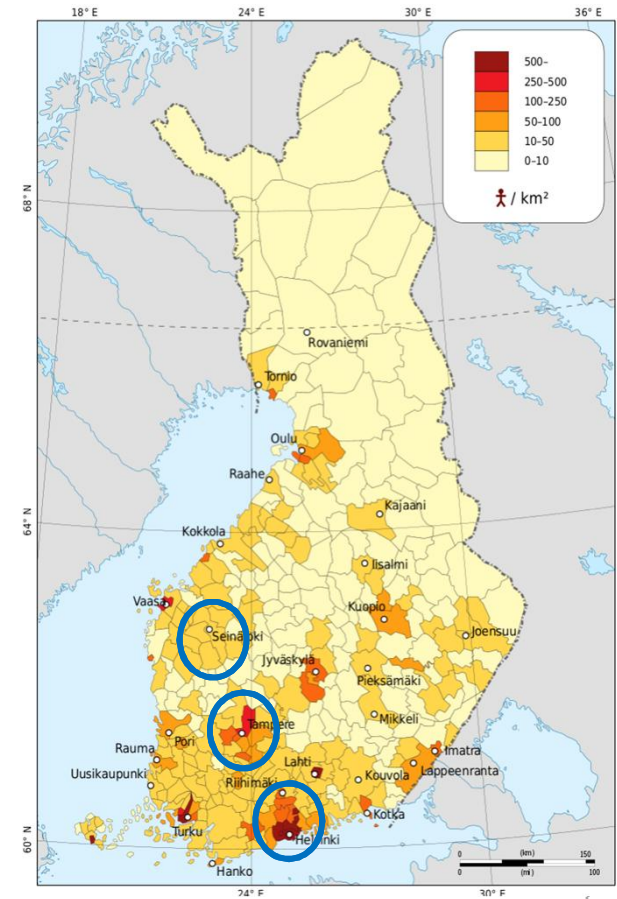 18° E
24° E
30° E
36° E
500–
250–500
100–250
50–100
10–50
0–10
/ km²
68° N
Rovaniemi
Tornio
Oulu
Raahe
Kajaani
64° N
Kokkola
Iisalmi
Vaasa
Kuopio
Seinäjoki
Joensuu
Jyväskylä
Pieksämäki
Tampere
Mikkeli
Pori
Rauma
Imatra
Lahti
Lappeenranta
Uusikaupunki
Riihimäki
Kouvola
Kotka
Turku
Helsinki
60° N
Hanko
0 (km) 150
0 (mi) 100
24° E
30° E